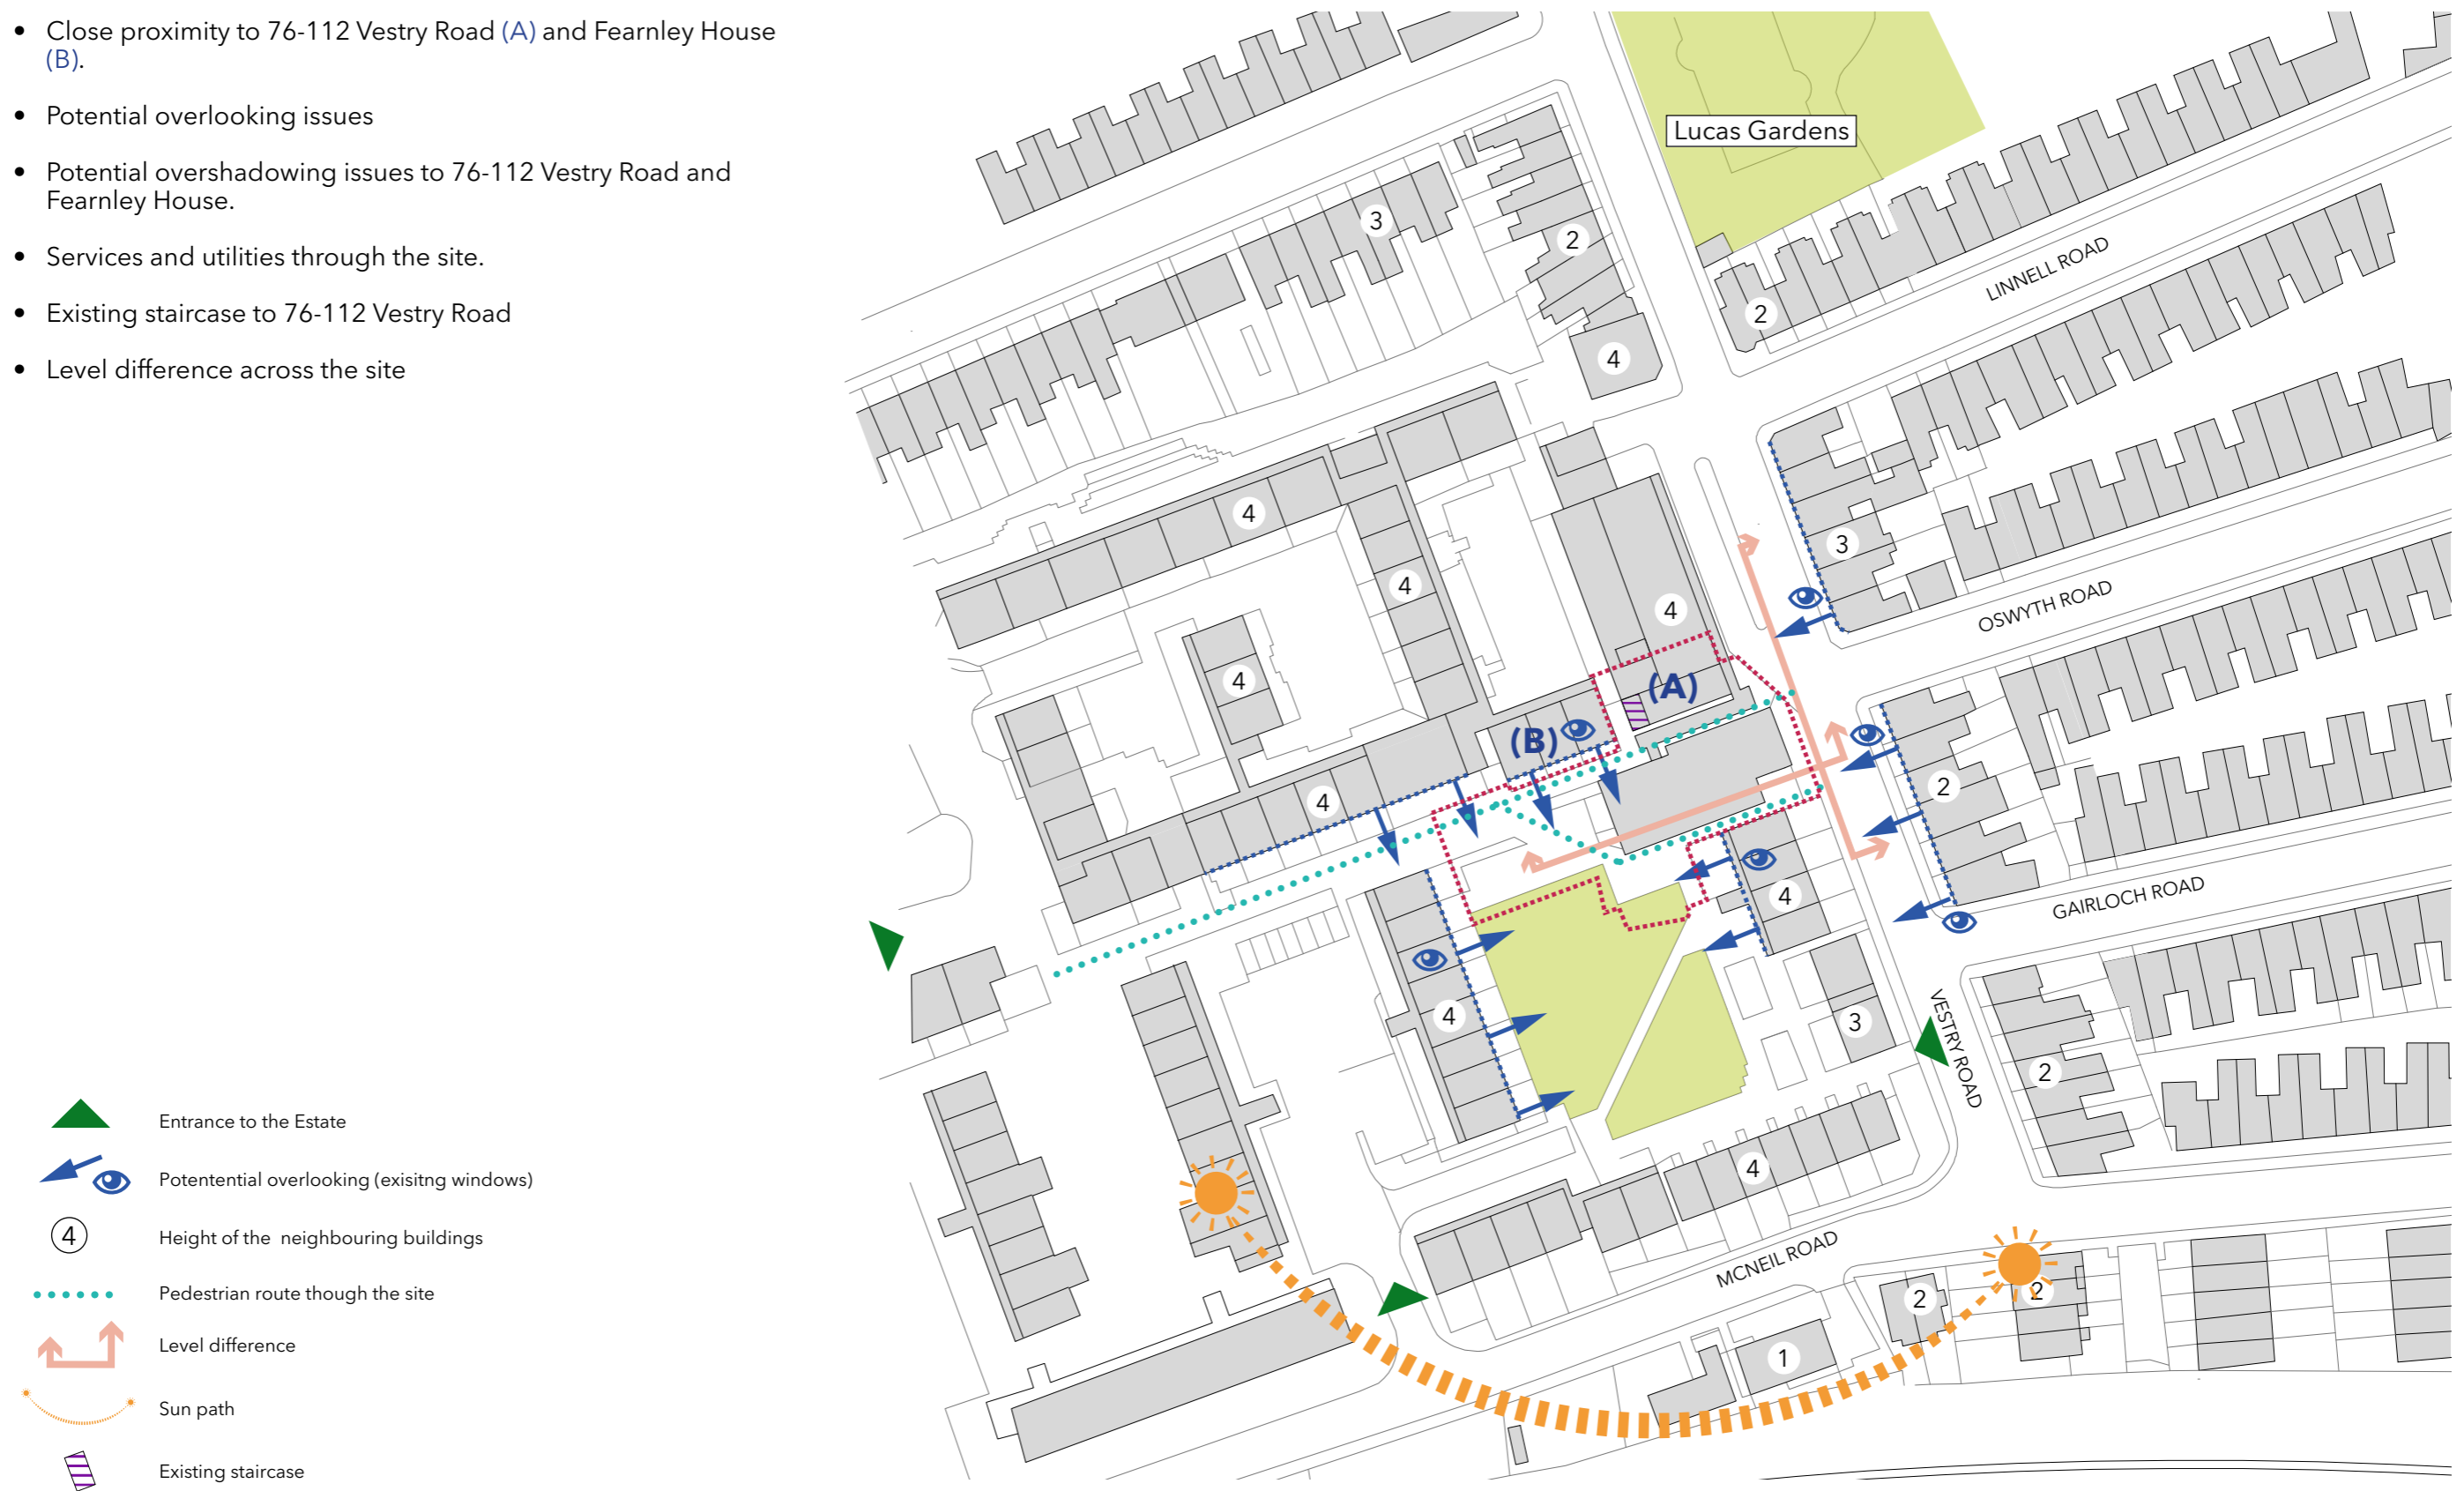 • Close proximity to 76-112 Vestry Road (A) and Fearnley House
(B).
• Potential overlooking issues
• Potential overshadowing issues to 76-112 Vestry Road and
Fearnley House.
• Services and utilities through the site.
• Existing staircase to 76-112 Vestry Road
• Level difference across the site
Lucas Gardens
3
2
LINNELL ROAD
2
4
4
3
4
4
OSWYTH ROAD
4
(A)
(B)
4
2
4
GAIRLOCH ROAD
4
3
VESTRY ROAD
2
4
MCNEIL ROAD
2
2
1
Entrance to the Estate
Potentential overlooking (exisitng windows)
4
Height of the neighbouring buildings
Pedestrian route though the site
Level difference
Sun path
Existing staircase